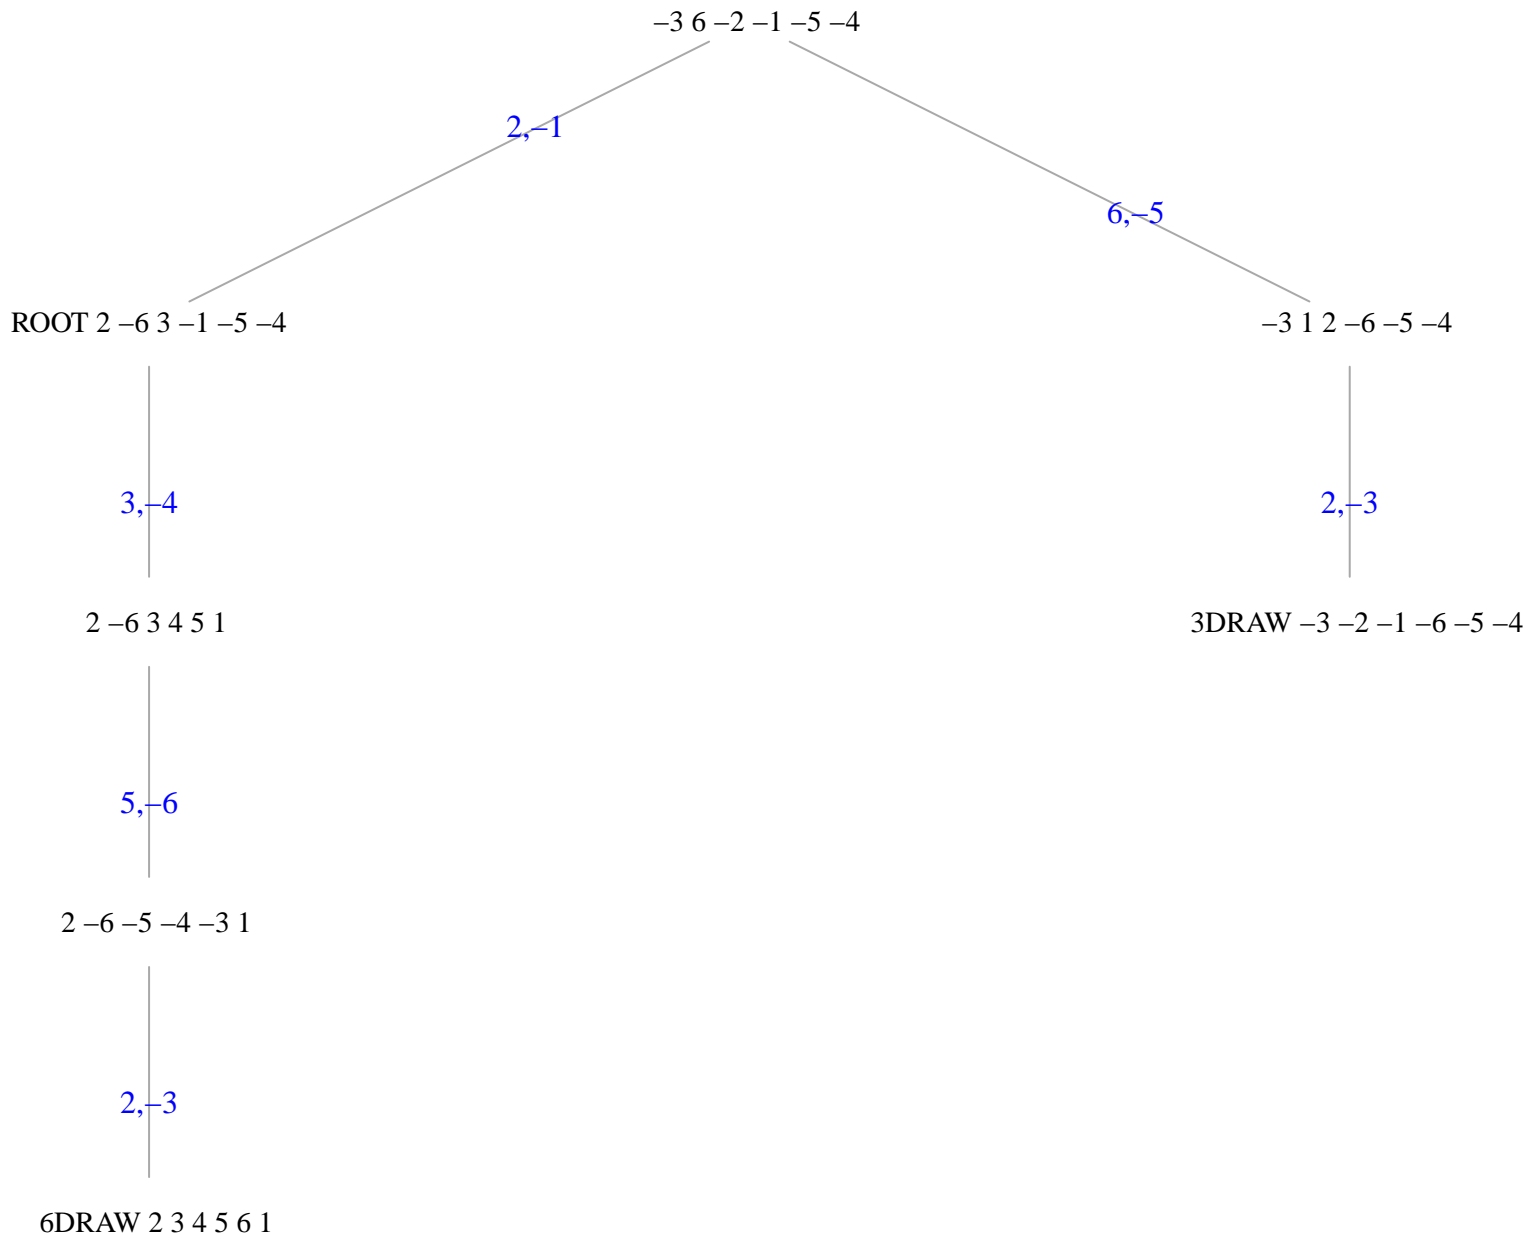 –3 6 –2 –1 –5 –4
2,–1
6,–5
ROOT 2 –6 3 –1 –5 –4
–3 1 2 –6 –5 –4
3,–4
2,–3
2 –6 3 4 5 1
3DRAW –3 –2 –1 –6 –5 –4
5,–6
2 –6 –5 –4 –3 1
2,–3
6DRAW 2 3 4 5 6 1